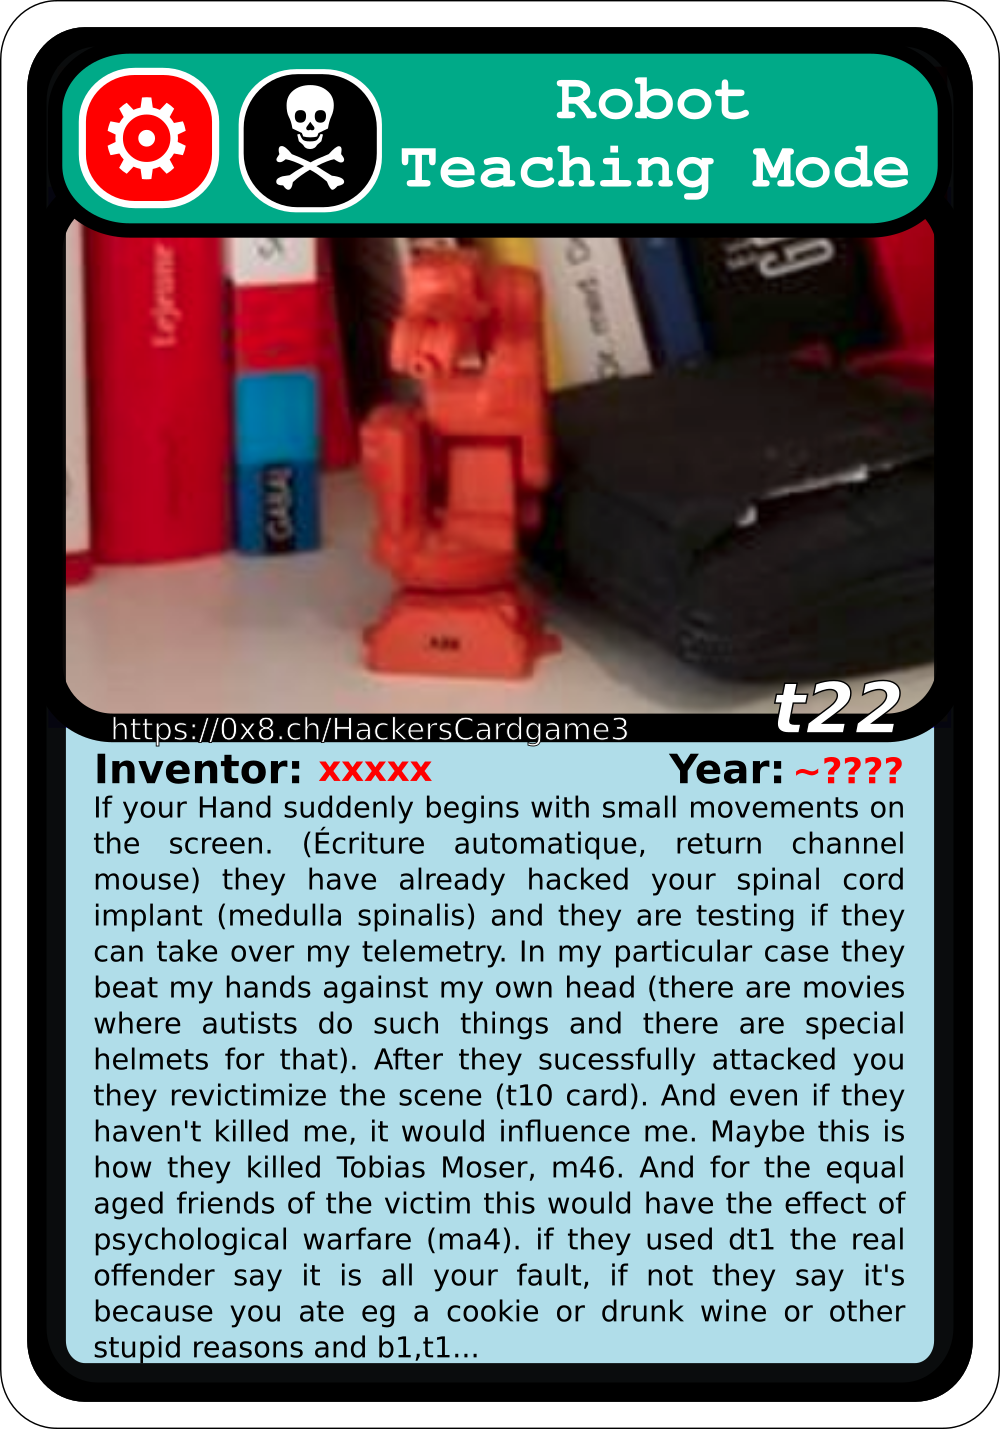 Robot
Teaching Mode
Lejeune
GABAL
ABB
t22
https://0x8.ch/HackersCardgame3
Inventor: xxxxx Year: ~????
If your Hand suddenly begins with small movements on
the screen. (Écriture automatique, return channel
mouse) they have already hacked your spinal cord
implant (medulla spinalis) and they are testing if they
can take over my telemetry. In my particular case they
beat my hands against my own head (there are movies
where autists do such things and there are special
helmets for that). After they sucessfully attacked you
they revictimize the scene (t10 card). And even if they
haven't killed me, it would influence me. Maybe this is
how they killed Tobias Moser, m46. And for the equal
aged friends of the victim this would have the effect of
psychological warfare (ma4). if they used dt1 the real
offender say it is all your fault, if not they say it's
because you ate eg a cookie or drunk wine or other
stupid reasons and b1,t1...